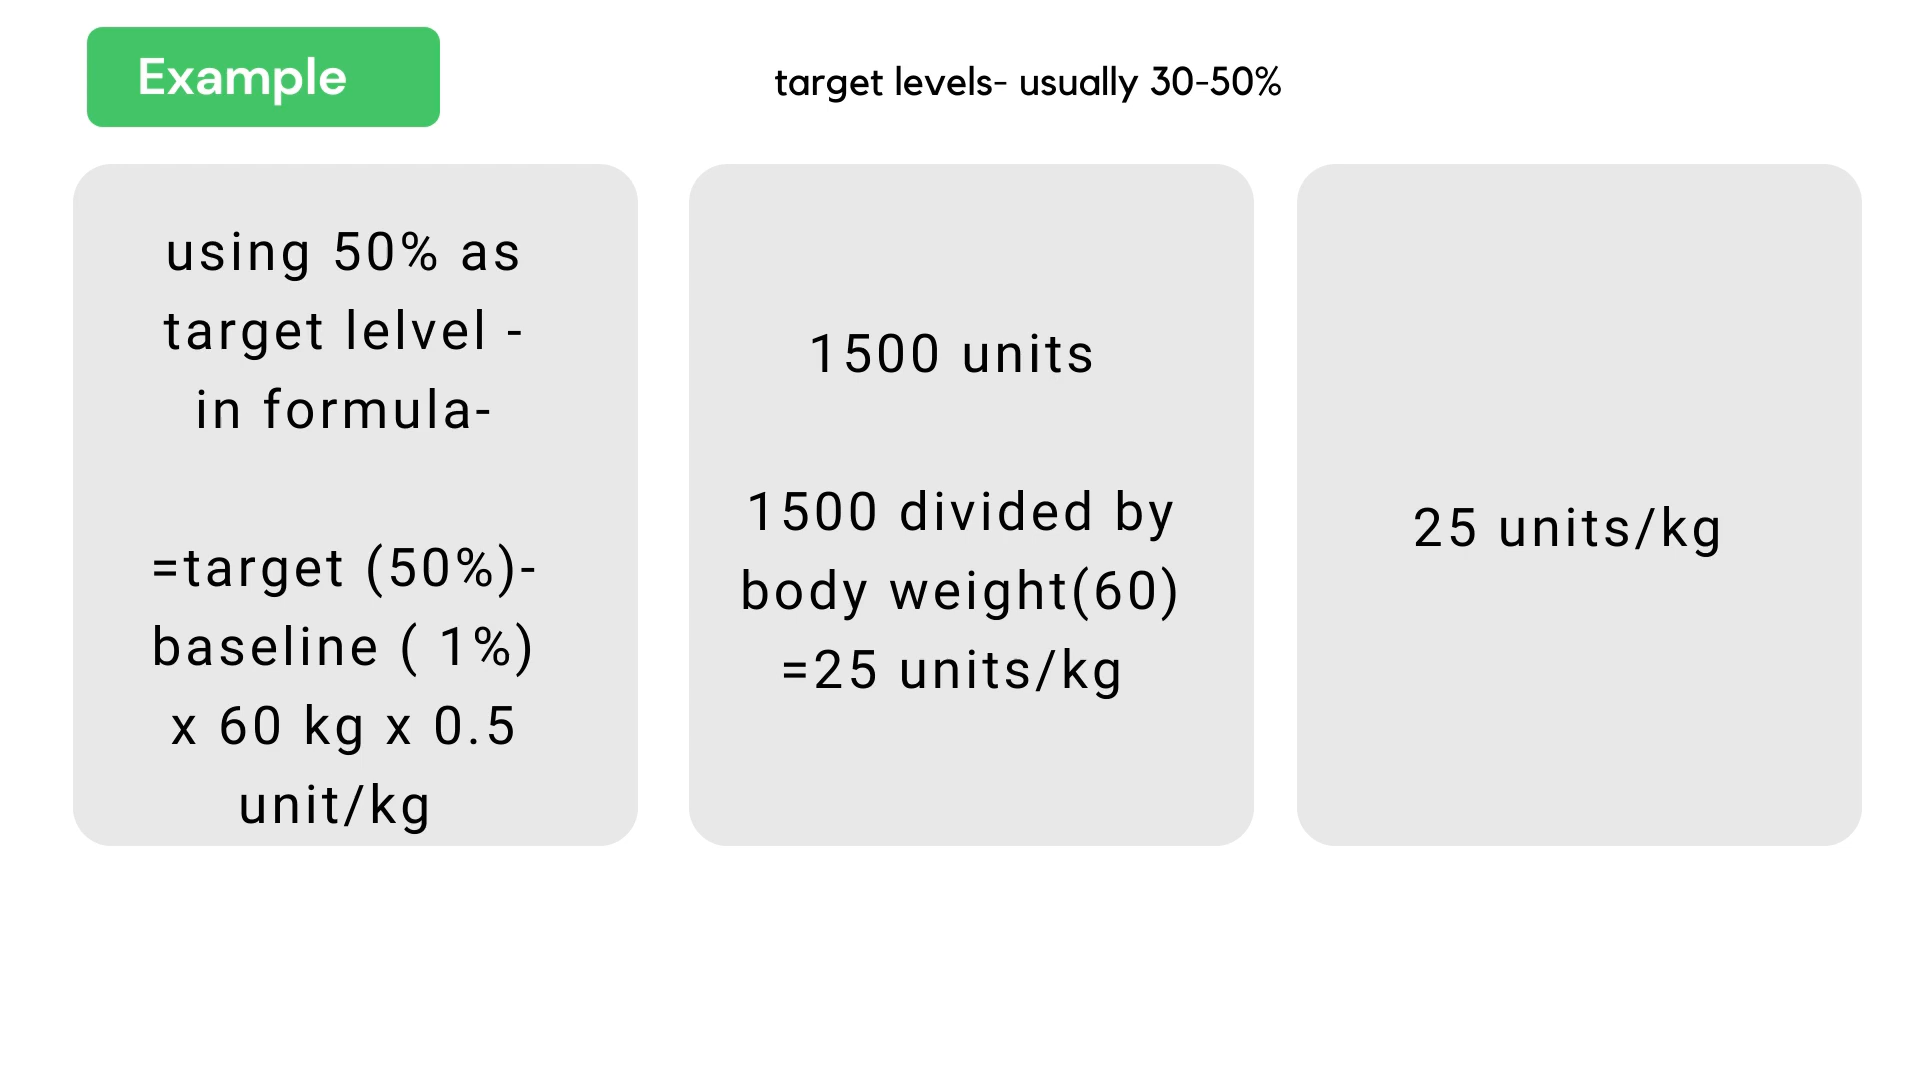 Example
target levels- usually 30-50%
using 50% as
target lelvel -
in formula-
=target (50%)-
baseline ( 1%)
x 60 kg x 0.5
unit/kg
1500 units
1500 divided by
body weight(60)
=25 units/kg
25 units/kg